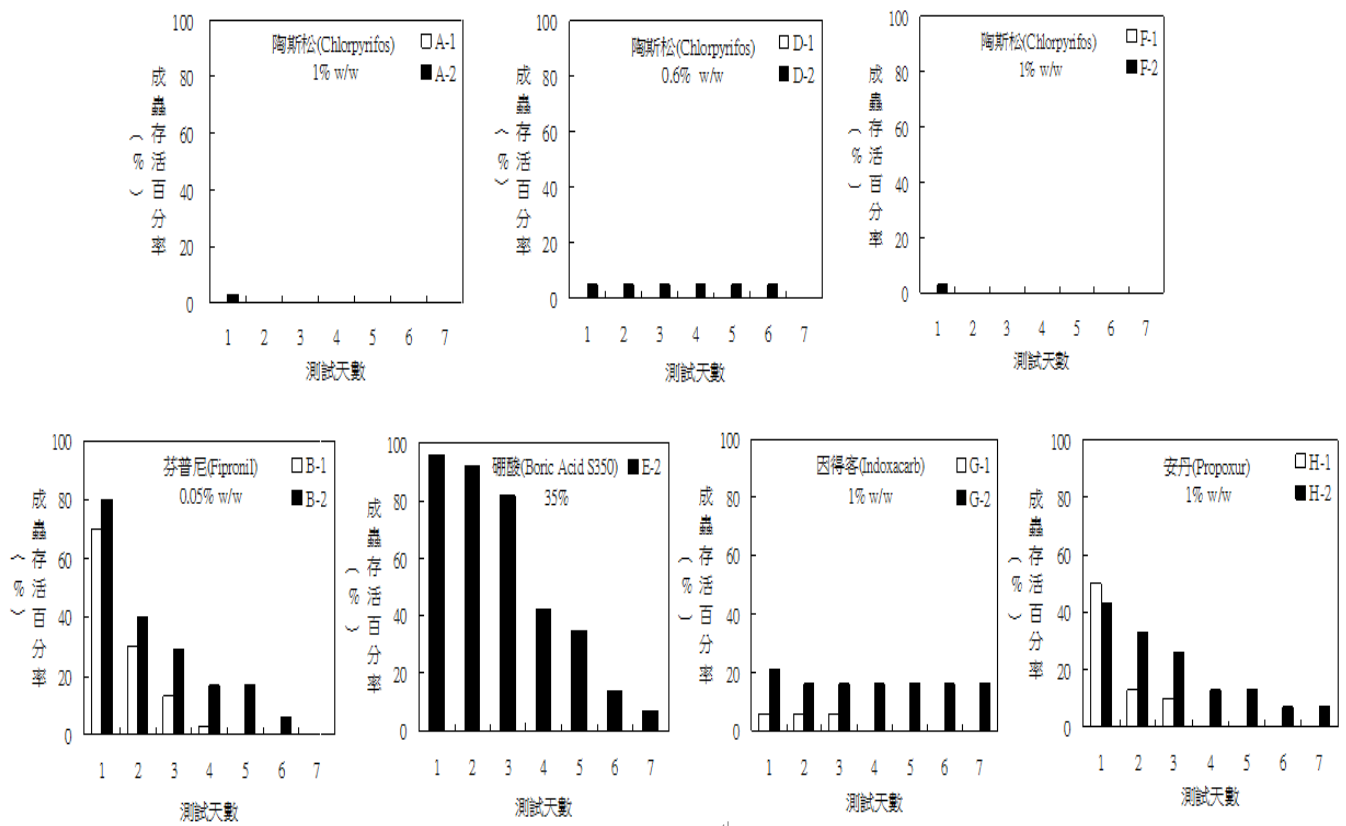 陶斯松(Chlorpyrifos)
1% w/w
A-1
A-2
成蟲存活百分率(%)
100
80
60
40
20
0
1 2 3 4 5 6 7
測試天數
陶斯松(Chlorpyrifos)
0.6% w/w
D-1
D-2
成蟲存活百分率(%)
100
80
60
40
20
0
1 2 3 4 5 6 7
測試天數
陶斯松(Chlorpyrifos)
1% w/w
F-1
F-2
成蟲存活百分率(%)
100
80
60
40
20
0
1 2 3 4 5 6 7
測試天數
芬普尼(Fipronil)
0.05% w/w
B-1
B-2
成蟲存活百分率(%)
100
80
60
40
20
0
1 2 3 4 5 6 7
測試天數
硼酸(Boric Acid S350)
35%
E-2
成蟲存活百分率(%)
100
80
60
40
20
0
1 2 3 4 5 6 7
測試天數
因得客(Indoxacarb)
1% w/w
G-1
G-2
成蟲存活百分率(%)
100
80
60
40
20
0
1 2 3 4 5 6 7
測試天數
安丹(Propoxur)
1% w/w
H-1
H-2
成蟲存活百分率(%)
100
80
60
40
20
0
1 2 3 4 5 6 7
測試天數